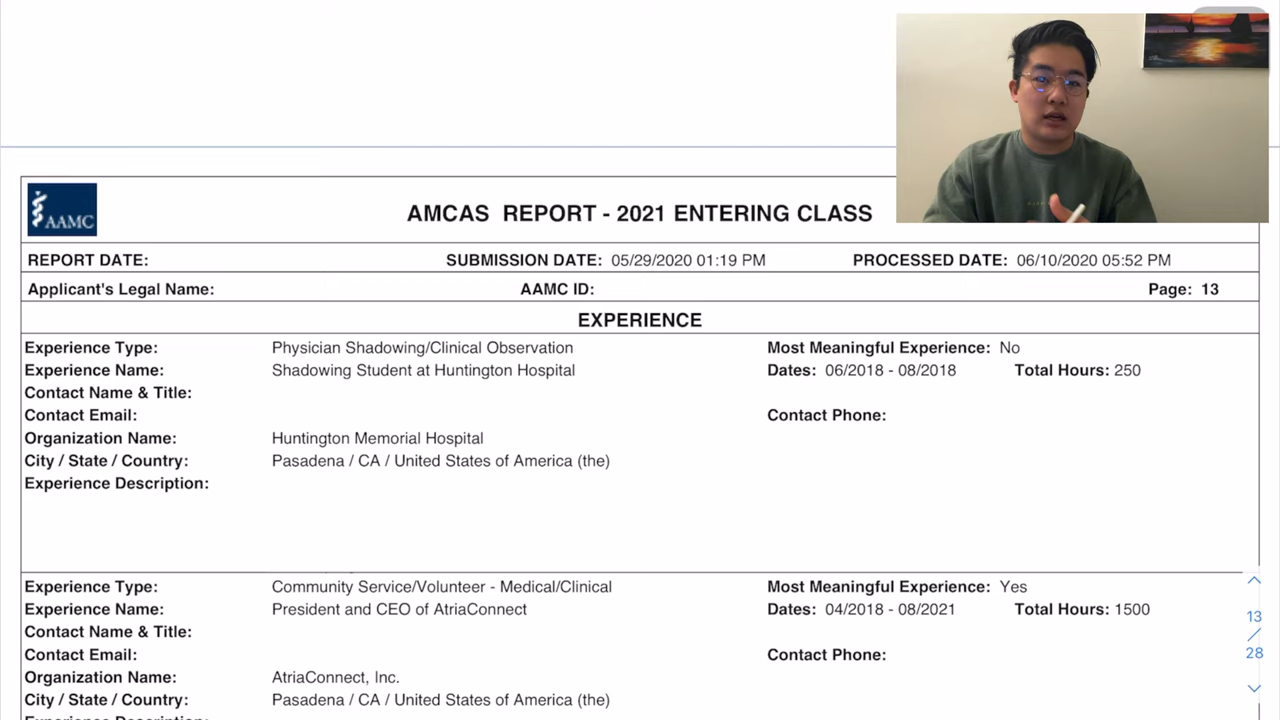 AAMC
AMCAS REPORT - 2021 ENTERING CLASS
REPORT DATE: SUBMISSION DATE: 05/29/2020 01:19 PM PROCESSED DATE: 06/10/2020 05:52 PM
Applicant's Legal Name: AAMC ID: Page: 13
EXPERIENCE
Experience Type: Physician Shadowing/Clinical Observation Most Meaningful Experience: No
Experience Name: Shadowing Student at Huntington Hospital Dates: 06/2018 - 08/2018 Total Hours: 250
Contact Name & Title:
Contact Email: Contact Phone:
Organization Name: Huntington Memorial Hospital
City / State / Country: Pasadena / CA / United States of America (the)
Experience Description:
Experience Type: Community Service/Volunteer - Medical/Clinical Most Meaningful Experience: Yes
Experience Name: President and CEO of AtriaConnect Dates: 04/2018 - 08/2021 Total Hours: 1500
Contact Name & Title:
Contact Email: Contact Phone:
Organization Name: AtriaConnect, Inc.
City / State / Country: Pasadena / CA / United States of America (the)
Experience Description:
13
/
28